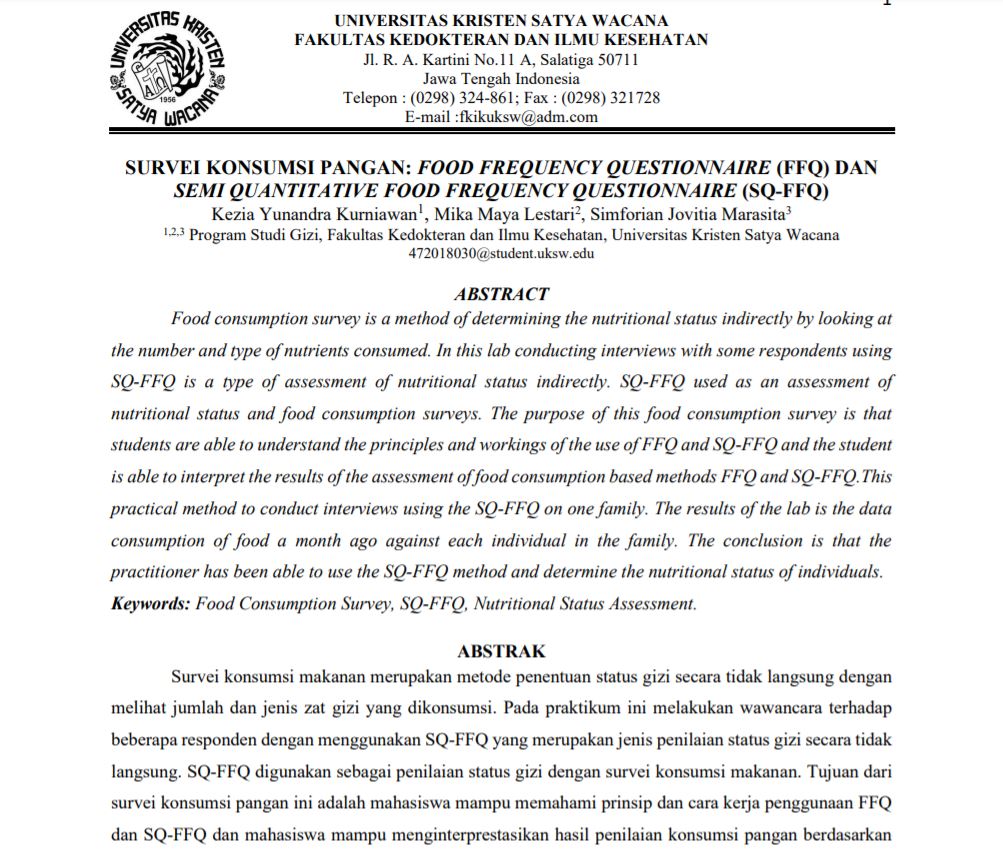 1
UNIVERSITAS KRISTEN SATYA WACANA
FAKULTAS KEDOKTERAN DAN ILMU KESEHATAN
Jl. R. A. Kartini No.11 A, Salatiga 50711
Jawa Tengah Indonesia
Telepon : (0298) 324-861; Fax : (0298) 321728
E-mail :fkikuksw@adm.com
UNIVERSITAS KRISTEN
SATYA WACANA
1956
SURVEI KONSUMSI PANGAN: FOOD FREQUENCY QUESTIONNAIRE (FFQ) DAN
SEMI QUANTITATIVE FOOD FREQUENCY QUESTIONNAIRE (SQ-FFQ)
Kezia Yunandra Kurniawan¹, Mika Maya Lestari², Simforian Jovitia Marasita³
¹,²,³ Program Studi Gizi, Fakultas Kedokteran dan Ilmu Kesehatan, Universitas Kristen Satya Wacana
472018030@student.uksw.edu
ABSTRACT
Food consumption survey is a method of determining the nutritional status indirectly by looking at
the number and type of nutrients consumed. In this lab conducting interviews with some respondents using
SQ-FFQ is a type of assessment of nutritional status indirectly. SQ-FFQ used as an assessment of
nutritional status and food consumption surveys. The purpose of this food consumption survey is that
students are able to understand the principles and workings of the use of FFQ and SQ-FFQ and the student
is able to interpret the results of the assessment of food consumption based methods FFQ and SQ-FFQ.This
practical method to conduct interviews using the SQ-FFQ on one family. The results of the lab is the data
consumption of food a month ago against each individual in the family. The conclusion is that the
practitioner has been able to use the SQ-FFQ method and determine the nutritional status of individuals.
Keywords: Food Consumption Survey, SQ-FFQ, Nutritional Status Assessment.
ABSTRAK
Survei konsumsi makanan merupakan metode penentuan status gizi secara tidak langsung dengan
melihat jumlah dan jenis zat gizi yang dikonsumsi. Pada praktikum ini melakukan wawancara terhadap
beberapa responden dengan menggunakan SQ-FFQ yang merupakan jenis penilaian status gizi secara tidak
langsung. SQ-FFQ digunakan sebagai penilaian status gizi dengan survei konsumsi makanan. Tujuan dari
survei konsumsi pangan ini adalah mahasiswa mampu memahami prinsip dan cara kerja penggunaan FFQ
dan SQ-FFQ dan mahasiswa mampu menginterprestasikan hasil penilaian konsumsi pangan berdasarkan